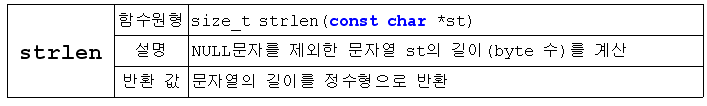 strlen
함수원형 size_t strlen(const char *st)
설명 NULL문자를 제외한 문자열 st의 길이(byte 수)를 계산
반환 값 문자열의 길이를 정수형으로 반환